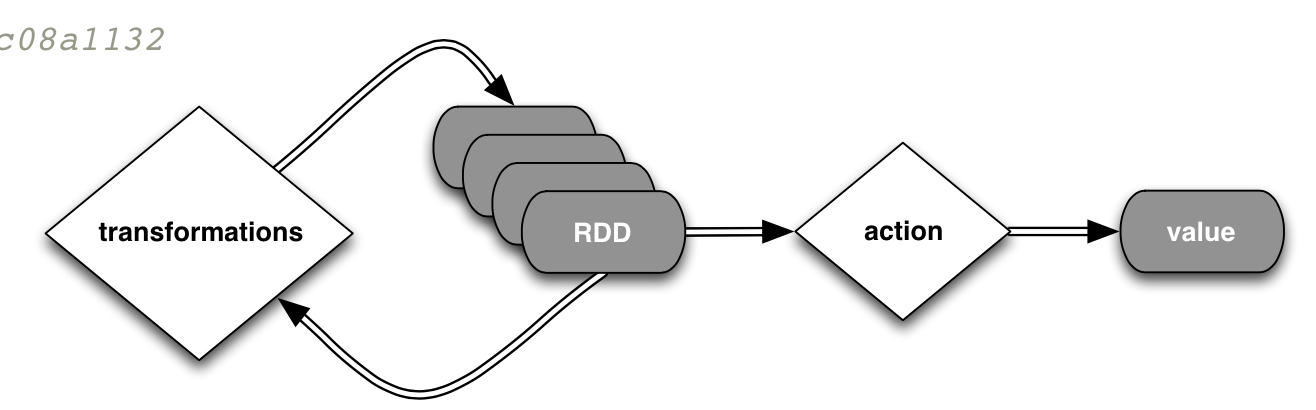 c08a1132
transformations
RDD
action
value